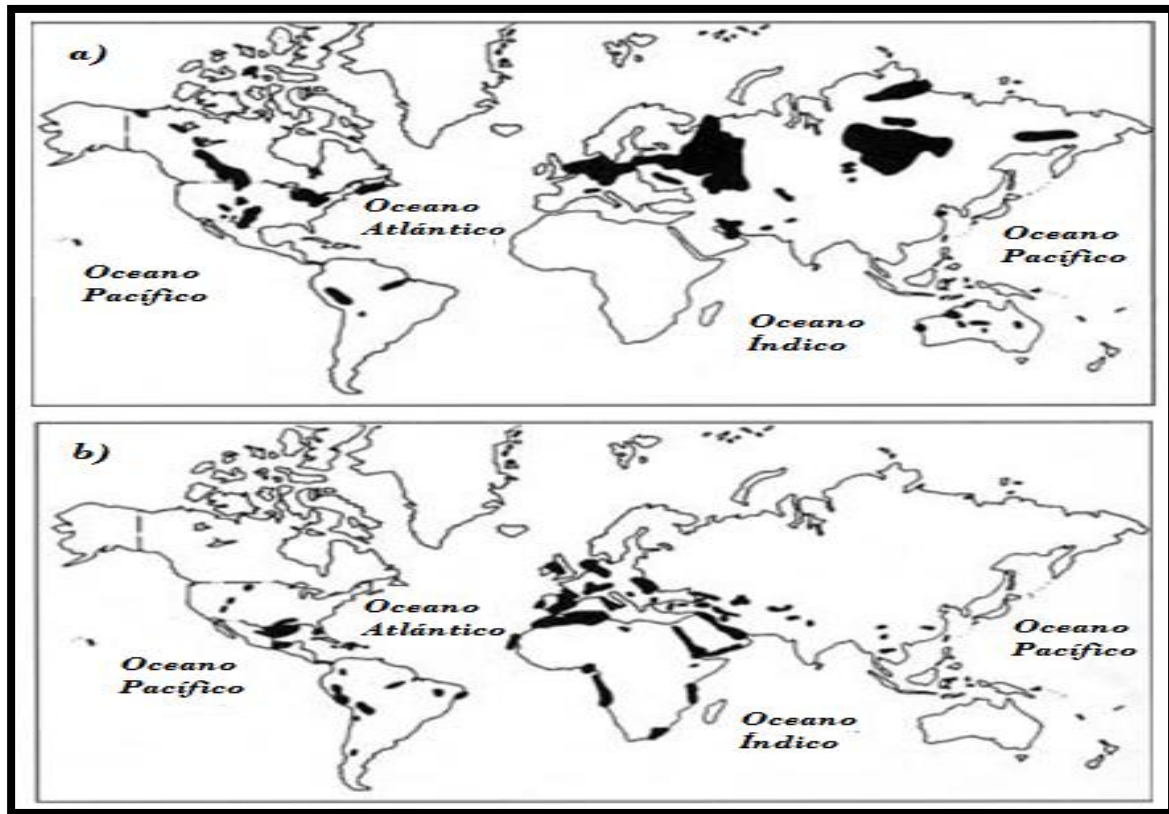 a)
Oceano
Atlántico
Oceano
Pacífico
Oceano
Pacífico
Oceano
Índico
b)
Oceano
Atlántico
Oceano
Pacífico
Oceano
Pacífico
Oceano
Índico